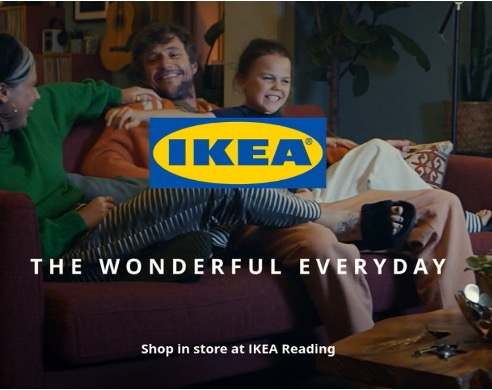 IKEA®
THE WONDERFUL EVERYDAY
Shop in store at IKEA Reading